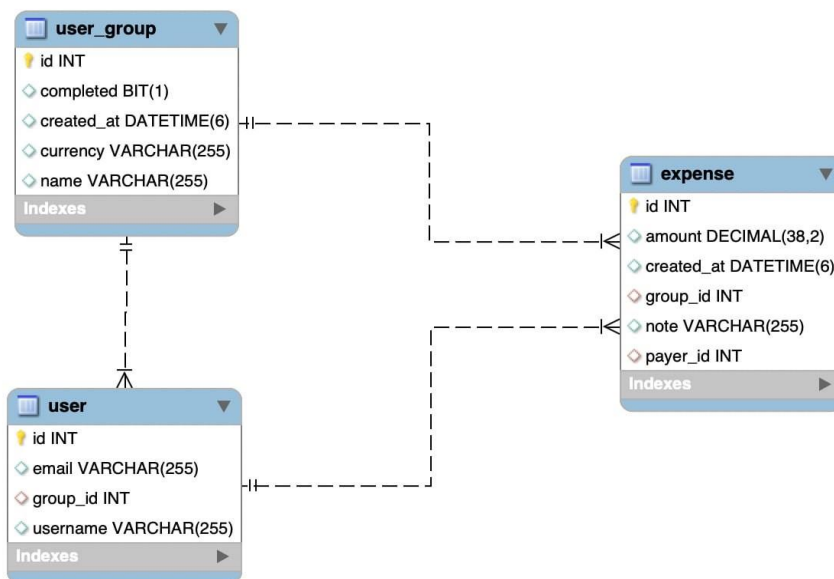 user_group
id INT
completed BIT(1)
created_at DATETIME(6)
currency VARCHAR(255)
name VARCHAR(255)
Indexes
expense
id INT
amount DECIMAL(38,2)
created_at DATETIME(6)
group_id INT
note VARCHAR(255)
payer_id INT
Indexes
user
id INT
email VARCHAR(255)
group_id INT
username VARCHAR(255)
Indexes